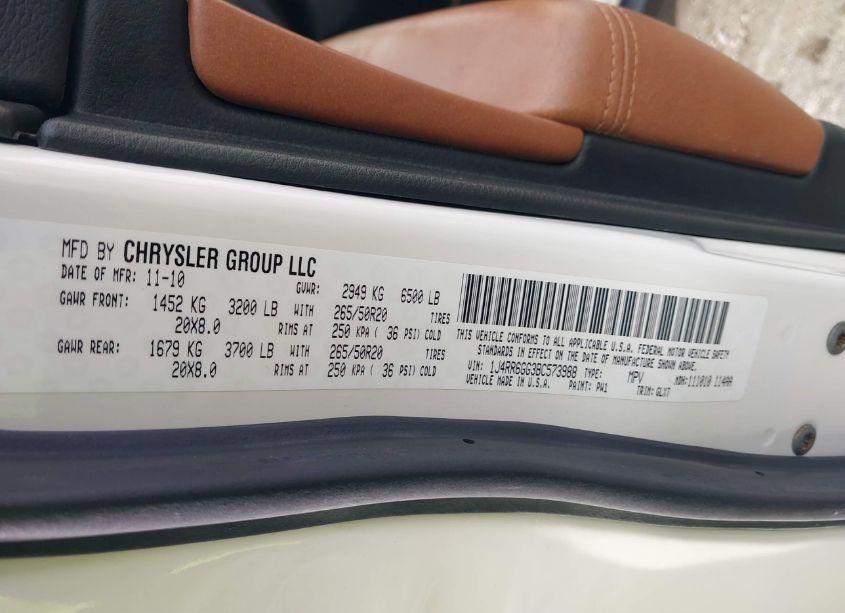 MFD BY CHRYSLER GROUP LLC
DATE OF MFR: 11-10 GVWR: 2949 KG 6500 LB
GAWR FRONT: 1452 KG 3200 LB WITH 265/50R20 TIRES
20X8.0 RIMS AT 250 KPA ( 36 PSI) COLD
GAWR REAR: 1679 KG 3700 LB WITH 265/50R20 TIRES
20X8.0 RIMS AT 250 KPA ( 36 PSI) COLD
THIS VEHICLE CONFORMS TO ALL APPLICABLE U.S.A. FEDERAL MOTOR VEHICLE SAFETY
STANDARDS IN EFFECT ON THE DATE OF MANUFACTURE SHOWN ABOVE.
VIN: 1J4RR6GG3BC573988 TYPE: MPV MDH: 111010 114AA
VEHICLE MADE IN U.S.A. PAINT: PW1 TRIM: GLXT